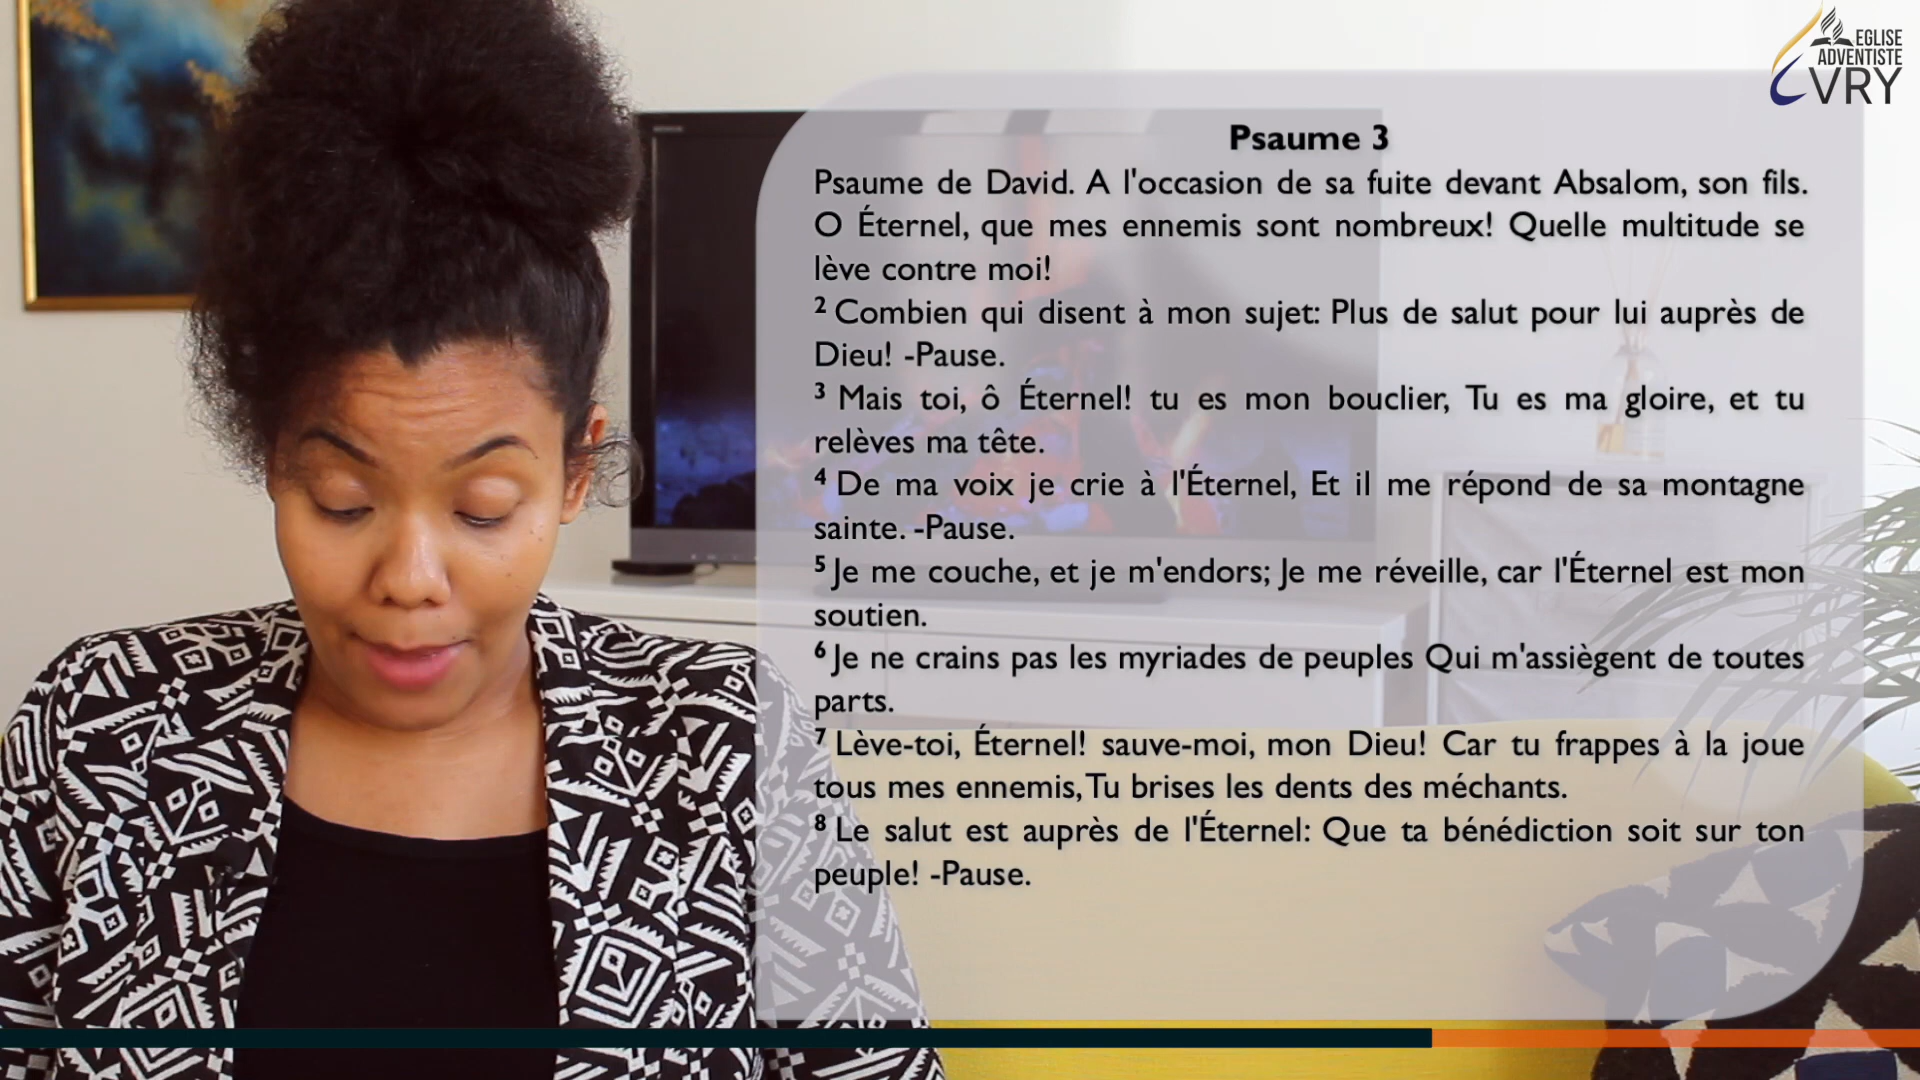 EGLISE
ADVENTISTE
EVRY
Psaume 3
Psaume de David. A l'occasion de sa fuite devant Absalom, son fils.
O Éternel, que mes ennemis sont nombreux! Quelle multitude se
lève contre moi!
2 Combien qui disent à mon sujet: Plus de salut pour lui auprès de
Dieu! -Pause.
3 Mais toi, ô Éternel! tu es mon bouclier, Tu es ma gloire, et tu
relèves ma tête.
4 De ma voix je crie à l'Éternel, Et il me répond de sa montagne
sainte. -Pause.
5 Je me couche, et je m'endors; Je me réveille, car l'Éternel est mon
soutien.
6 Je ne crains pas les myriades de peuples Qui m'assiègent de toutes
parts.
7 Lève-toi, Éternel! sauve-moi, mon Dieu! Car tu frappes à la joue
tous mes ennemis, Tu brises les dents des méchants.
8 Le salut est auprès de l'Éternel: Que ta bénédiction soit sur ton
peuple! -Pause.